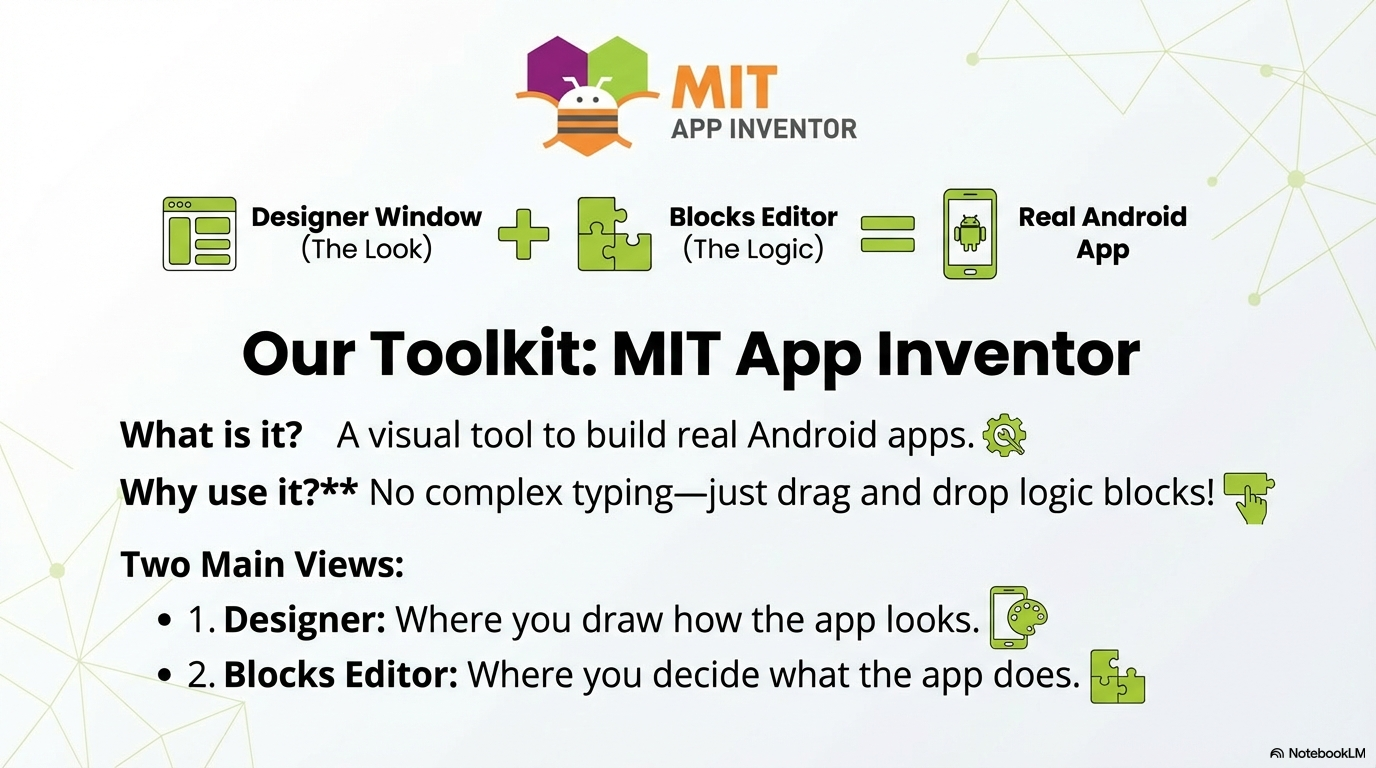 MIT
APP INVENTOR
Designer Window
(The Look)
Blocks Editor
(The Logic)
Real Android
App
Our Toolkit: MIT App Inventor
What is it? A visual tool to build real Android apps.
Why use it?** No complex typing—just drag and drop logic blocks!
Two Main Views:
• 1. Designer: Where you draw how the app looks.
• 2. Blocks Editor: Where you decide what the app does.
NotebookLM